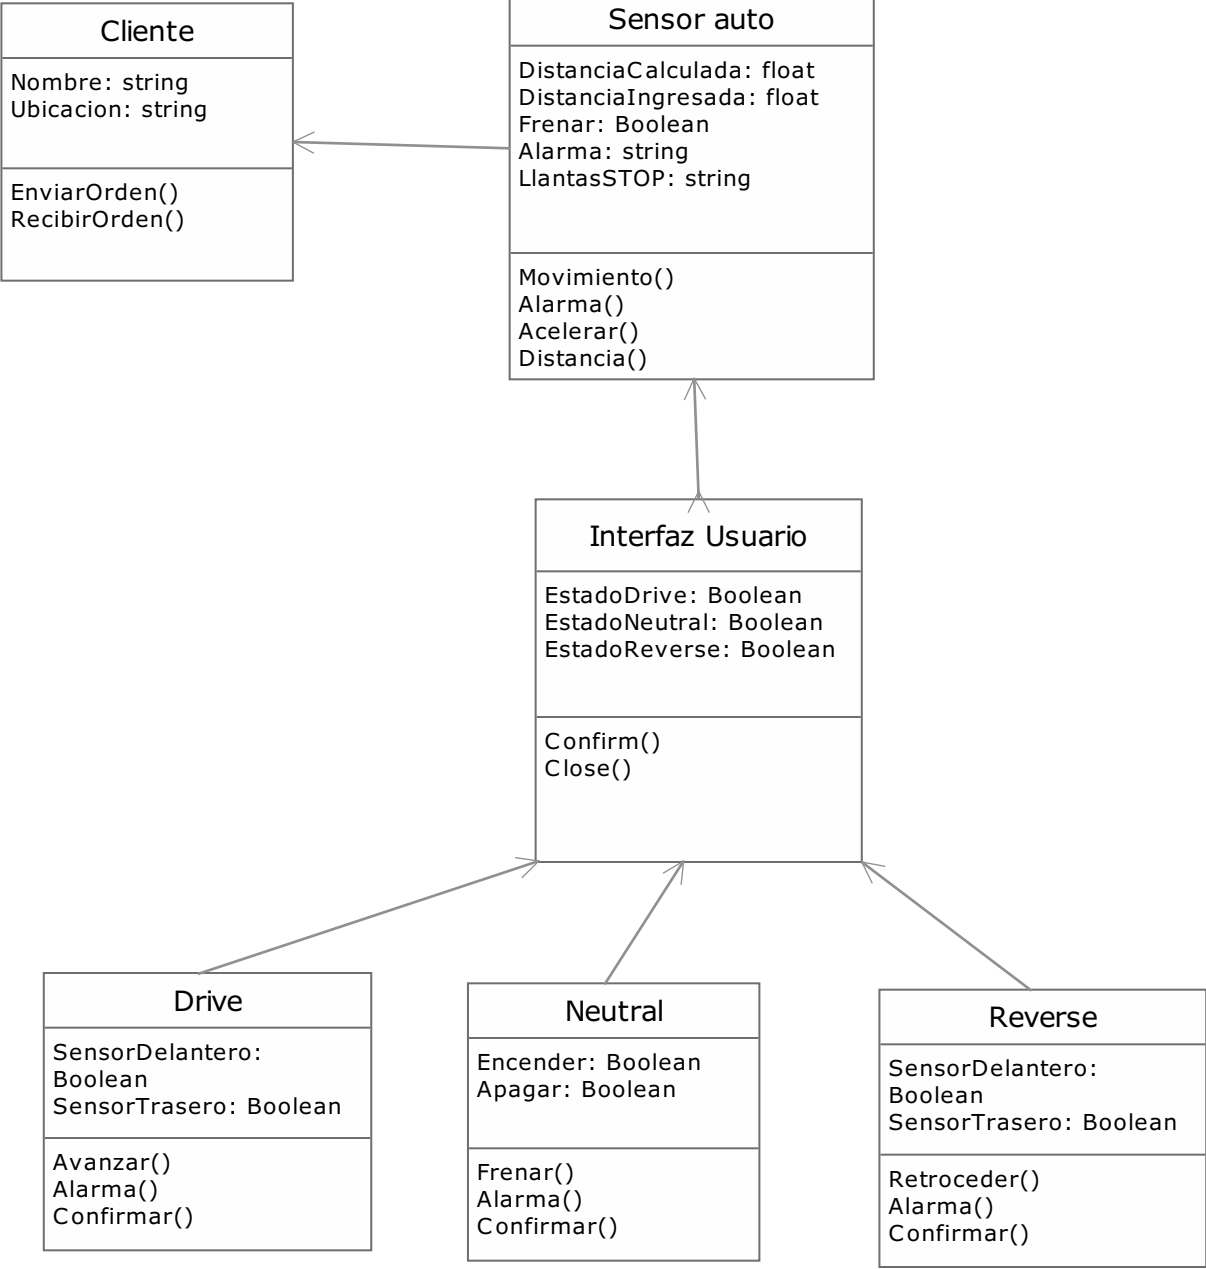 Cliente
Nombre: string
Ubicacion: string
EnviarOrden()
RecibirOrden()
Sensor auto
DistanciaCalculada: float
DistanciaIngresada: float
Frenar: Boolean
Alarma: string
LlantasSTOP: string
Movimiento()
Alarma()
Acelerar()
Distancia()
Interfaz Usuario
EstadoDrive: Boolean
EstadoNeutral: Boolean
EstadoReverse: Boolean
Confirm()
Close()
Drive
SensorDelantero:
Boolean
SensorTrasero: Boolean
Avanzar()
Alarma()
Confirmar()
Neutral
Encender: Boolean
Apagar: Boolean
Frenar()
Alarma()
Confirmar()
Reverse
SensorDelantero:
Boolean
SensorTrasero: Boolean
Retroceder()
Alarma()
Confirmar()